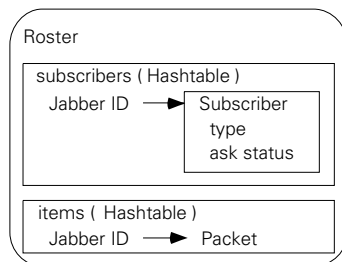 Roster
subscribers ( Hashtable )
Jabber ID Subscriber
type
ask status
items ( Hashtable )
Jabber ID Packet